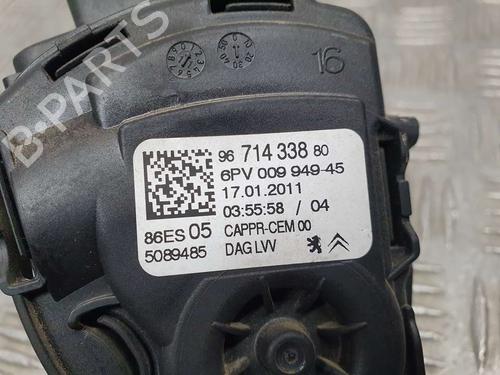 16
96 714 338 80
6PV 009 949-45
17.01.2011
03:55:58 / 04
86ES 05 CAPPR-CEM 00
5089485 DAG LVV
B-PARTS